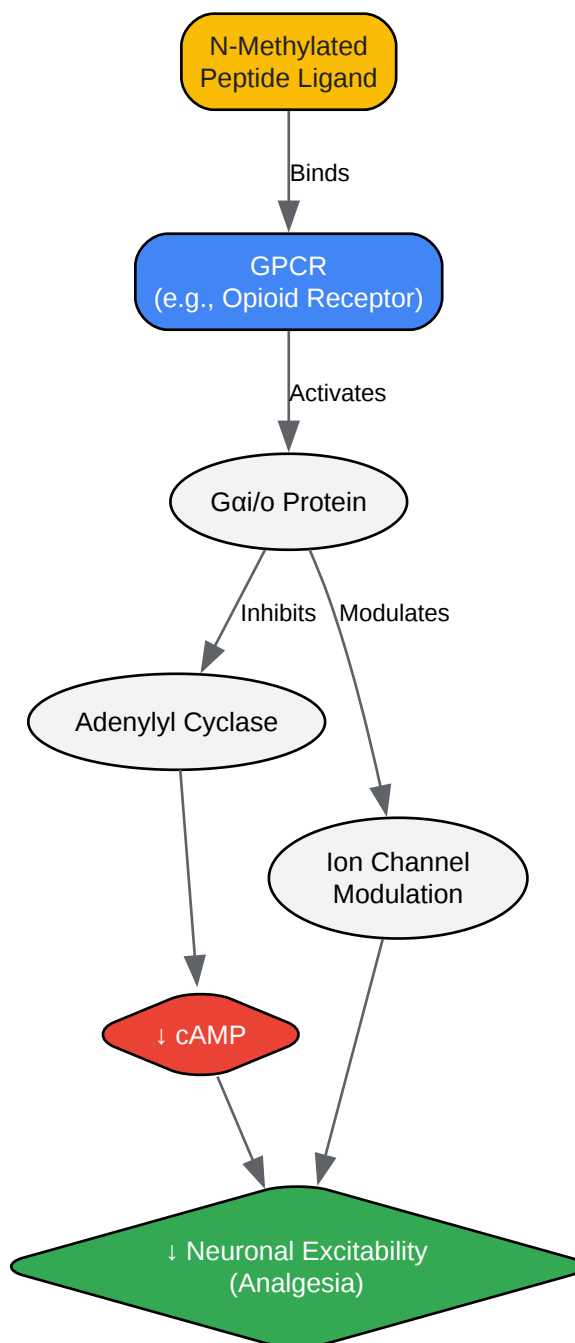 N-Methylated
Peptide Ligand
Binds
GPCR
(e.g., Opioid Receptor)
Activates
Gαi/o Protein
Inhibits
Modulates
Adenylyl Cyclase
Ion Channel
Modulation
↓ cAMP
↓ Neuronal Excitability
(Analgesia)